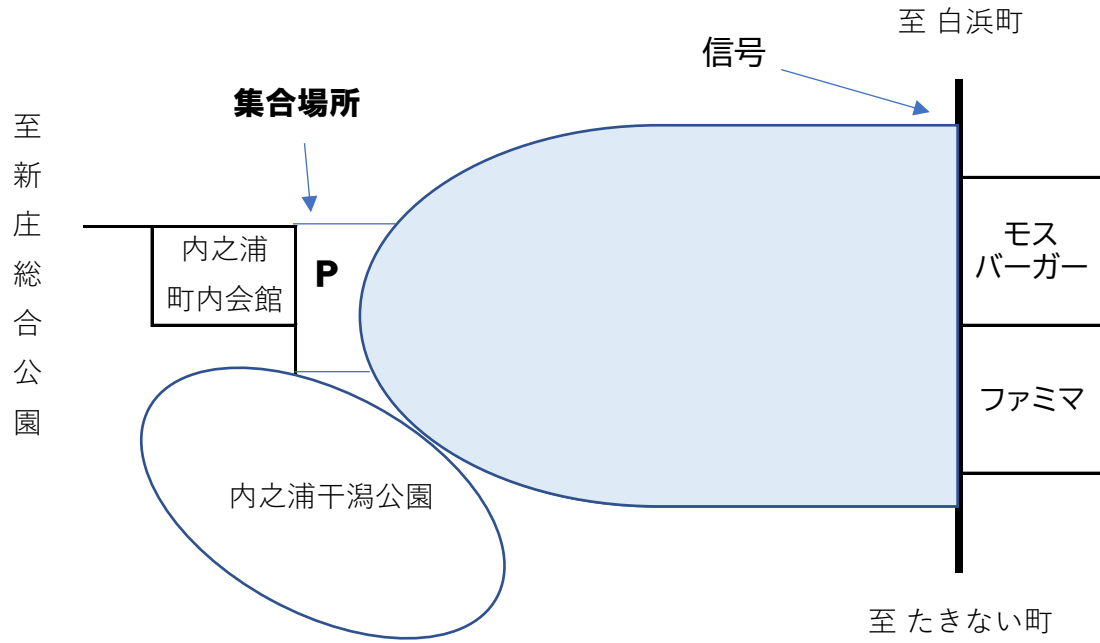 至 白浜町
信号
集合場所
至新庄総合公園
内之浦
町内会館
P
モス
バーガー
ファミマ
内之浦干潟公園
至 たきない町